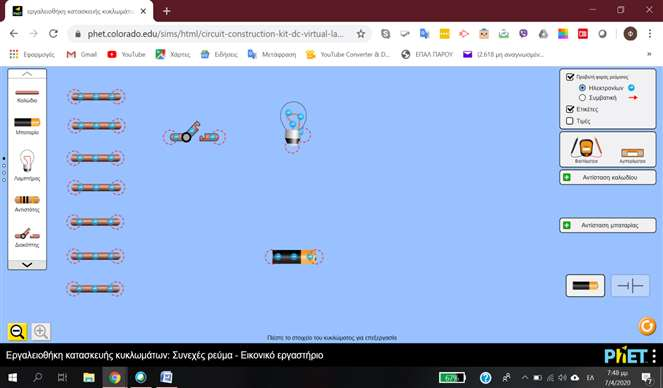 εργαλειοθήκη κατασκευής κυκλωμάτ
phet.colorado.edu/sims/html/circuit-construction-kit-dc-virtual-la...
Εφαρμογές
Gmail
YouTube
Χάρτες
Ειδήσεις
Μετάφραση
YouTube Converter & D...
ΕΠΑΛ ΠΑΡΟΥ
(2.618 μη αναγνωσμέν...
Καλώδιο
Μπαταρία
Λαμπτήρας
Αντιστάτης
Διακόπτης
Προβολή φοράς ρεύματος
Ηλεκτρονίων
Συμβατική
Ετικέτες
Τιμές
Βολτόμετρο
Αμπερόμετρο
Αντίσταση καλωδίου
Αντίσταση μπαταρίας
Πιέστε το στοιχείο του κυκλώματος για επεξεργασία
Εργαλειοθήκη κατασκευής κυκλωμάτων: Συνεχές ρεύμα - Εικονικό εργαστήριο
PhET
67%
ΕΛ
7:48 μμ
7/4/2020